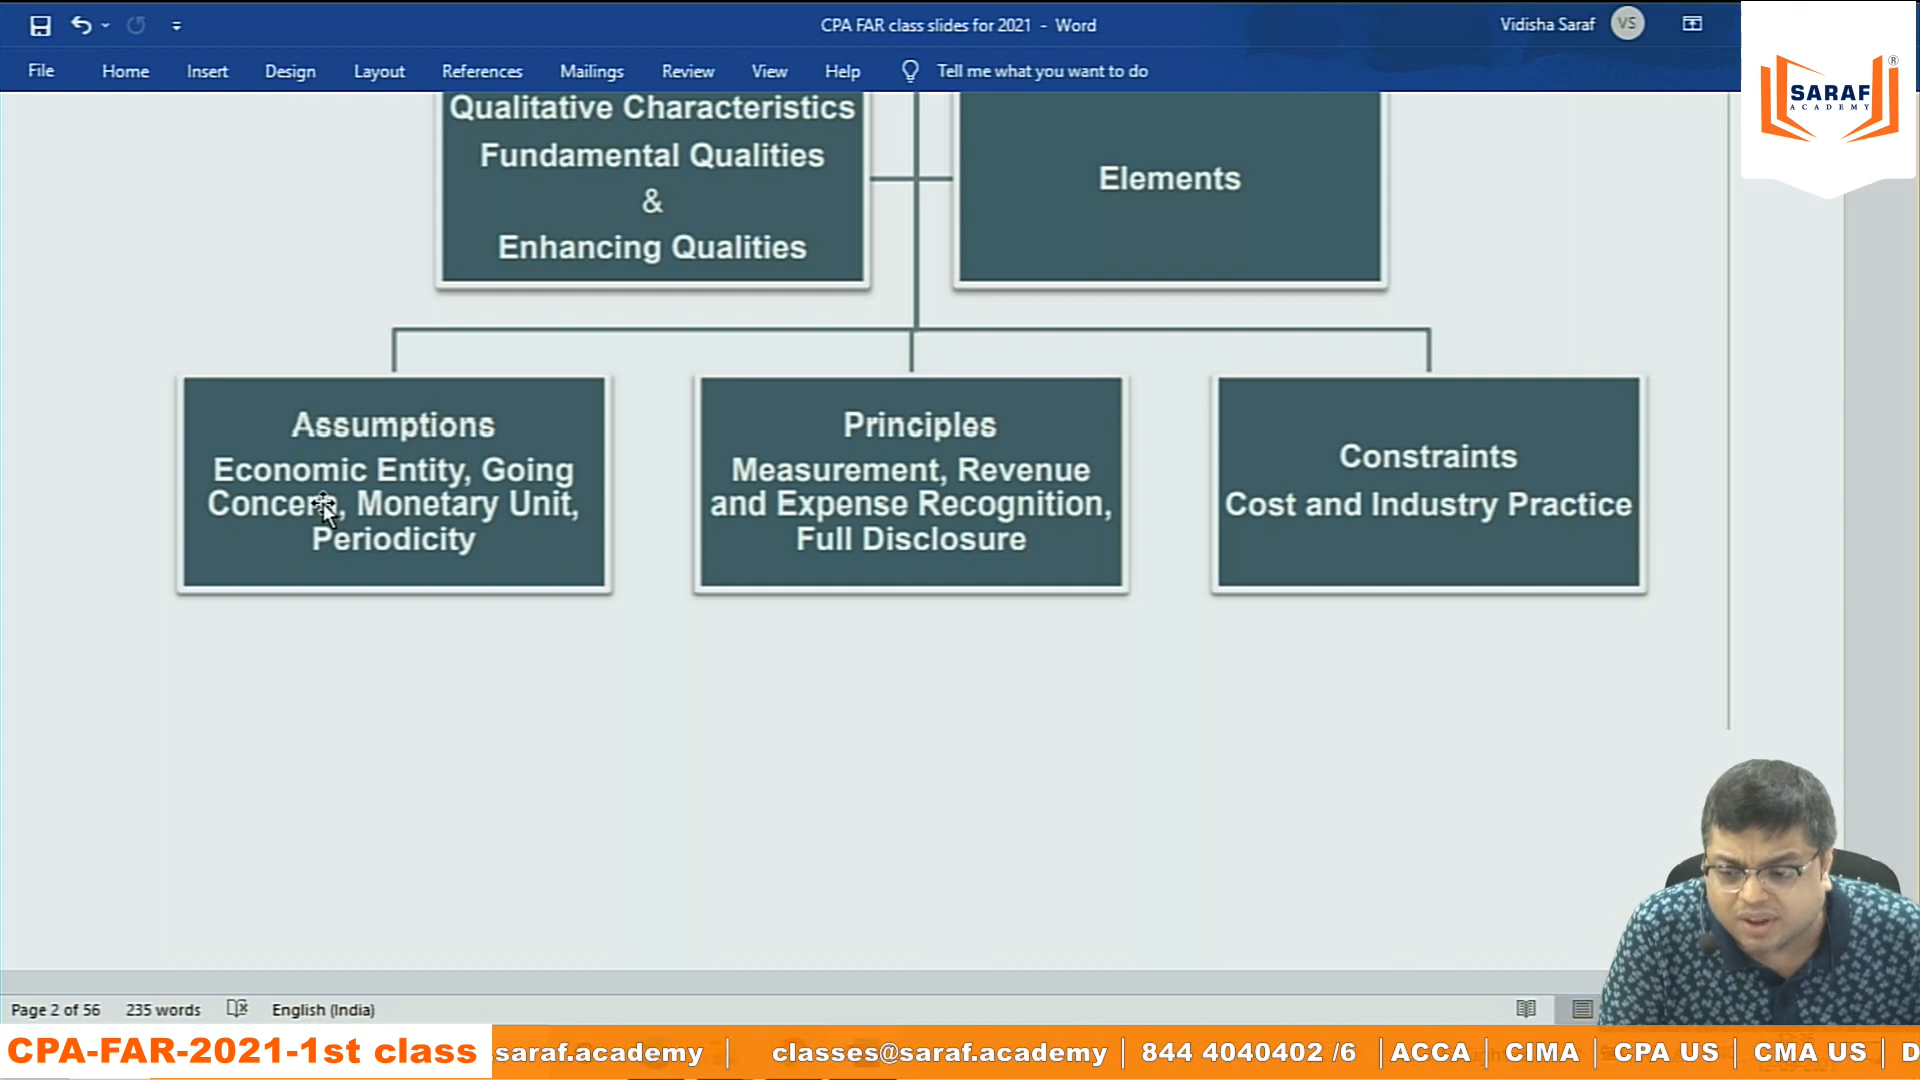 CPA FAR class slides for 2021 - Word
Vidisha Saraf
VS
File Home Insert Design Layout References Mailings Review View Help Tell me what you want to do
SARAF
ACADEMY
®
Qualitative Characteristics
Fundamental Qualities
&
Enhancing Qualities
Elements
Assumptions
Economic Entity, Going
Concern, Monetary Unit,
Periodicity
Principles
Measurement, Revenue
and Expense Recognition,
Full Disclosure
Constraints
Cost and Industry Practice
Page 2 of 56 235 words English (India)
CPA-FAR-2021-1st class
saraf.academy | classes@saraf.academy | 844 4040402 /6 | ACCA | CIMA | CPA US | CMA US | D